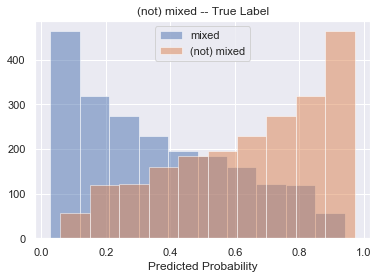 (not) mixed -- True Label
mixed
(not) mixed
400
300
200
100
0
0.0 0.2 0.4 0.6 0.8 1.0
Predicted Probability